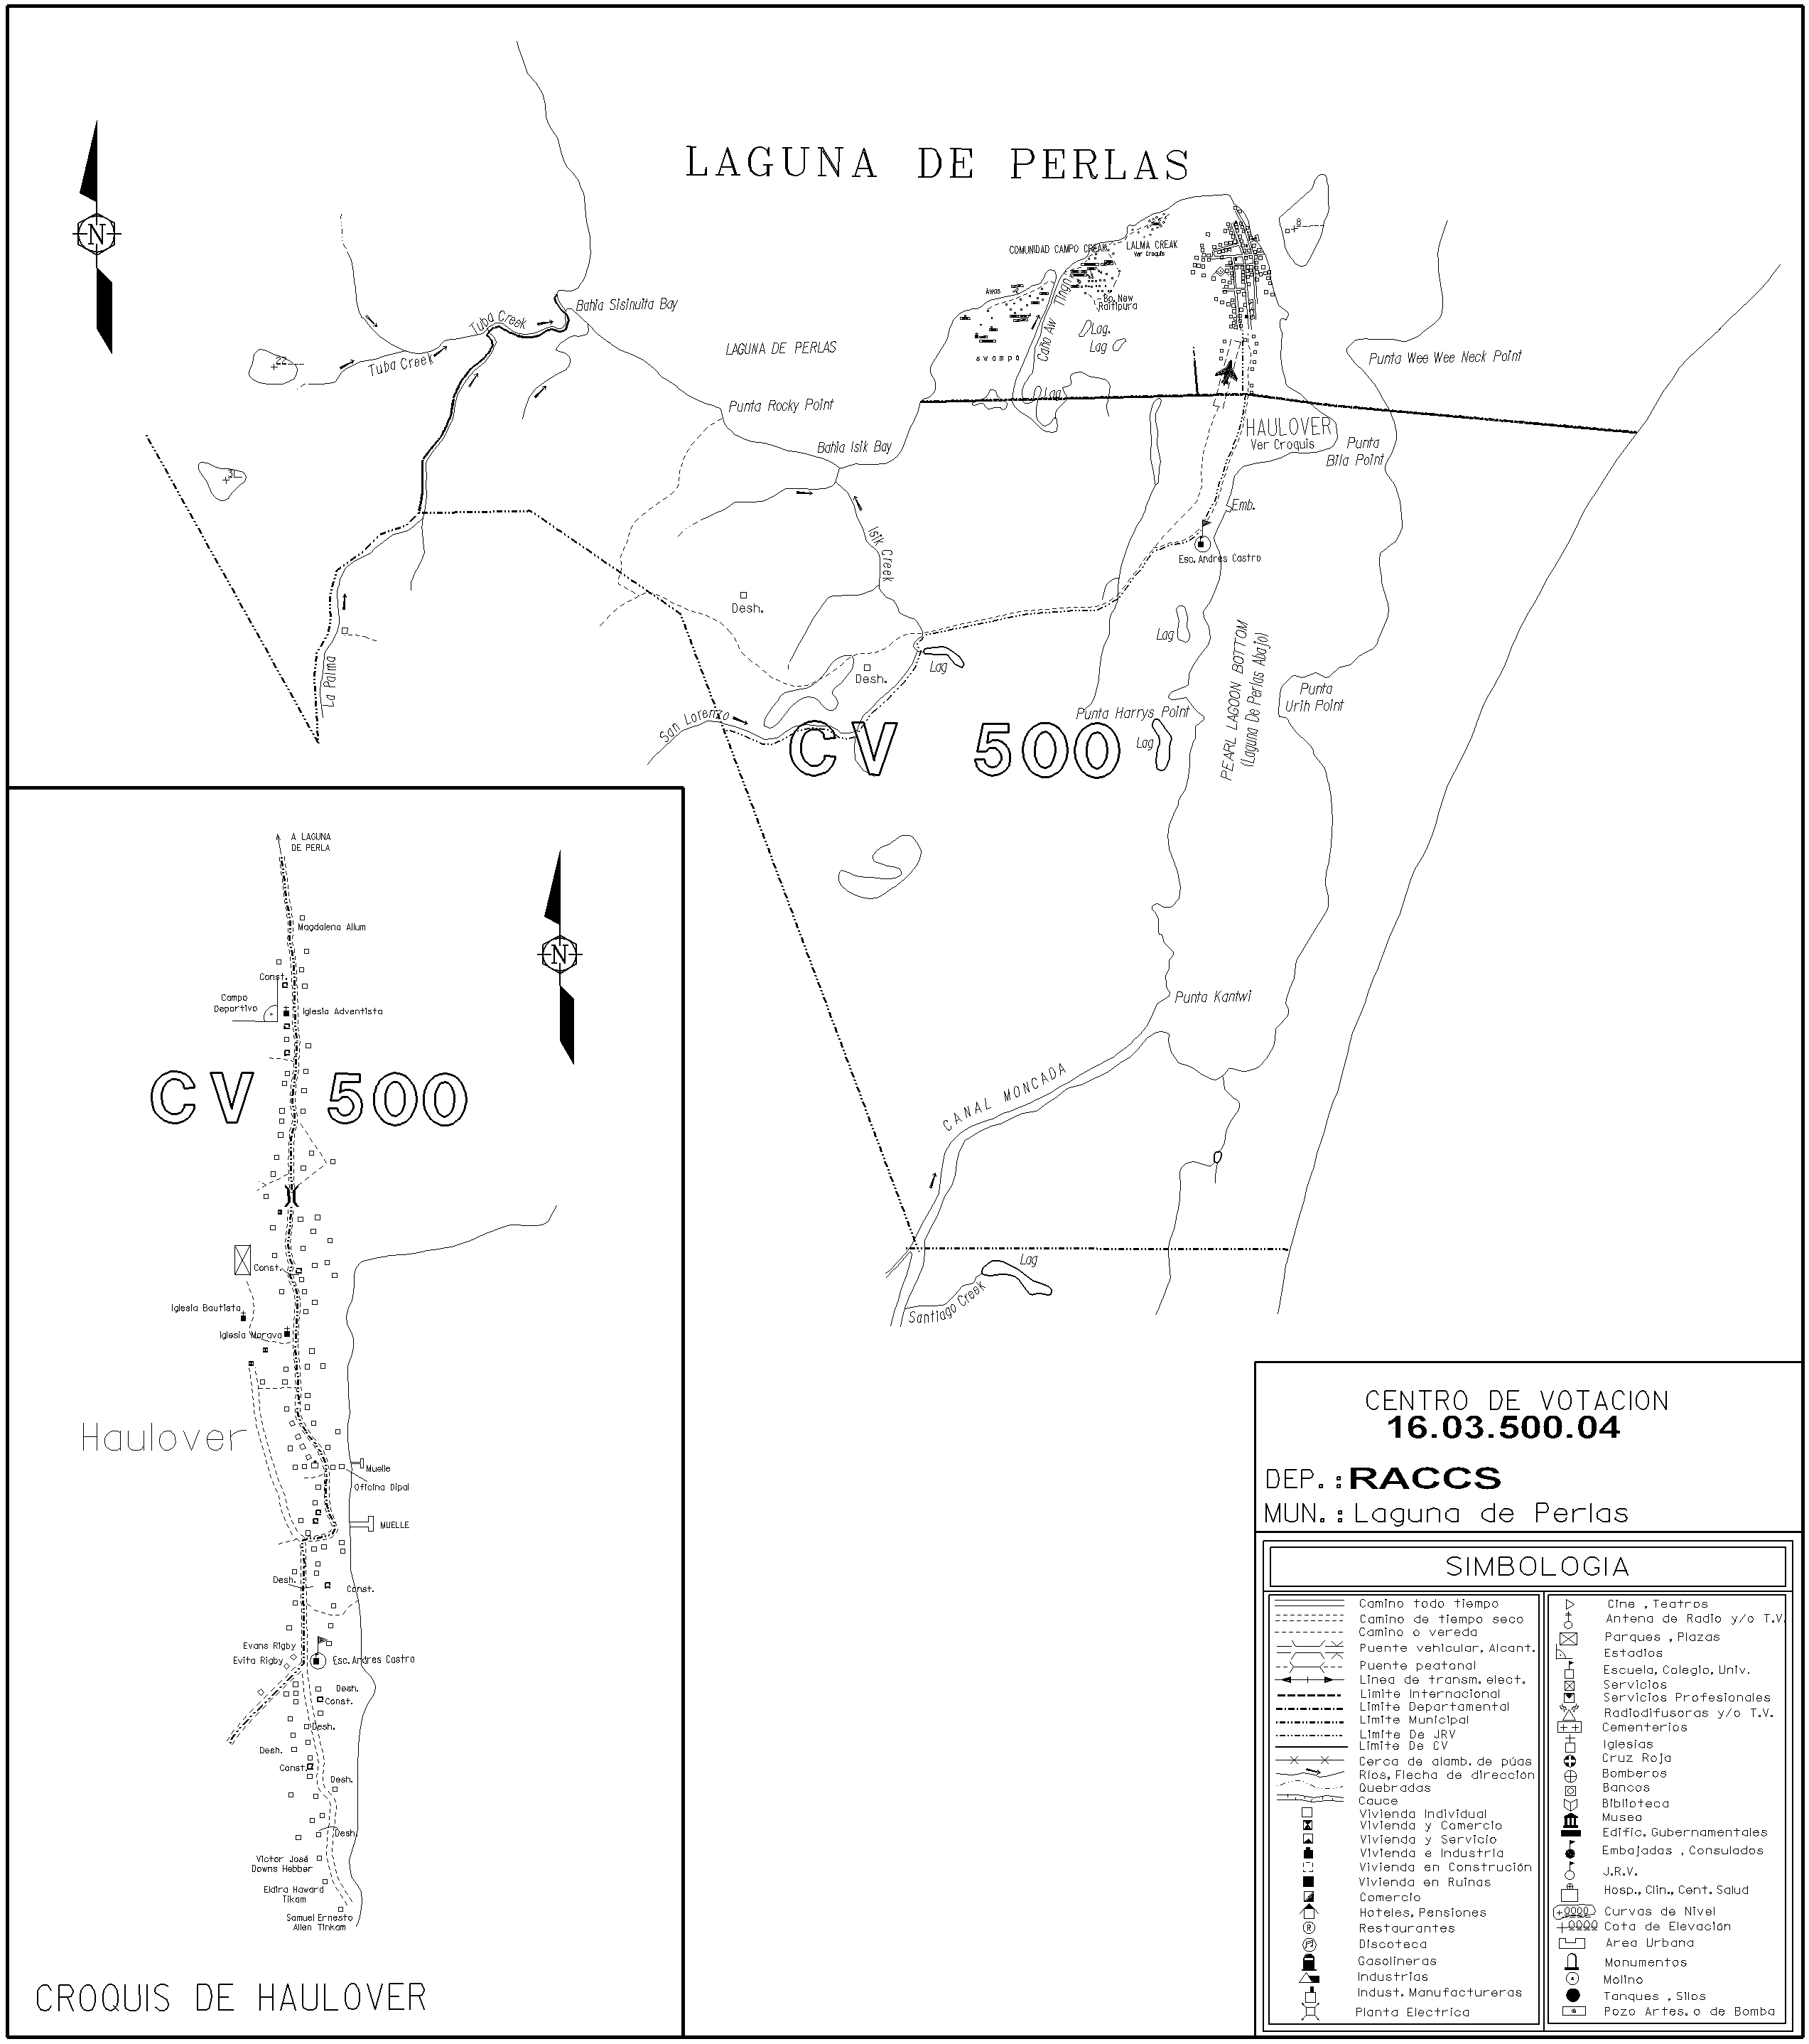 LAGUNA DE PERLAS
N
8
COMUNIDAD CAMPO CREAK
LALMA CREAK
Ver Croquis
Awas
Bo. New
Raitipura
Caño Aw Tingn
Lag.
Lag
swampo
Lag
Bahia Sisinuita Bay
Tuba Creek
Tuba Creek
22
LAGUNA DE PERLAS
Punta Wee Wee Neck Point
Punta Rocky Point
HAULOVER
Ver Croquis
Punta
Bila Point
Bahia Isik Bay
31
Emb.
Isik Creek
Esc. Andres Castro
Desh.
Lag
Lag
Desh.
La Palma
PEARL LAGOON BOTTOM
(Laguna De Perlas Abajo)
Punta
Urih Point
San Lorenzo
Punta Harrys Point
Lag
CV 500
Punta Kantwi
CANAL MONCADA
Lag
Santiago Creek
A LAGUNA
DE PERLA
Magdalena Allum
N
Const.
Campo
Deportivo
Iglesia Adventista
CV 500
Const.
Iglesia Bautista
Iglesia Morava
Haulover
Muelle
Oficina Dipal
MUELLE
Desh.
Const.
Evans Rigby
Evita Rigby
Esc. Andres Castro
Desh.
Const.
Desh.
Desh.
Const.
Desh.
Desh.
Victor José
Downs Hebber
Eldira Haward
Tikam
Samuel Ernesto
Allen Tinkam
CROQUIS DE HAULOVER
CENTRO DE VOTACION
16.03.500.04
DEP.: RACCS
MUN.: Laguna de Perlas
SIMBOLOGIA
Camino todo tiempo
Camino de tiempo seco
Camino o vereda
Puente vehicular, Alcant.
Puente peatonal
Linea de transm. elect.
Limite Internacional
Limite Departamental
Limite Municipal
Limite De JRV
Limite De CV
Cerca de alamb. de púas
Ríos, Flecha de dirección
Quebradas
Cauce
Vivienda Individual
Vivienda y Comercio
Vivienda y Servicio
Vivienda e Industria
Vivienda en Construción
Vivienda en Ruinas
Comercio
Hoteles, Pensiones
R Restaurantes
Discoteca
Gasolineras
Industrias
Indust. Manufactureras
Planta Electrica
Cine , Teatros
Antena de Radio y/o T.V.
Parques , Plazas
Estadios
Escuela, Colegio, Univ.
Servicios
Servicios Profesionales
Radiodifusoras y/o T.V.
Cementerios
Iglesias
Cruz Roja
Bomberos
Bancos
Biblioteca
Museo
Edific. Gubernamentales
Embajadas , Consulados
J.R.V.
Hosp., Clin., Cent. Salud
0000 Curvas de Nivel
0000 Cota de Elevación
Area Urbana
Monumentos
Molino
Tanques , Silos
Pozo Artes. o de Bomba